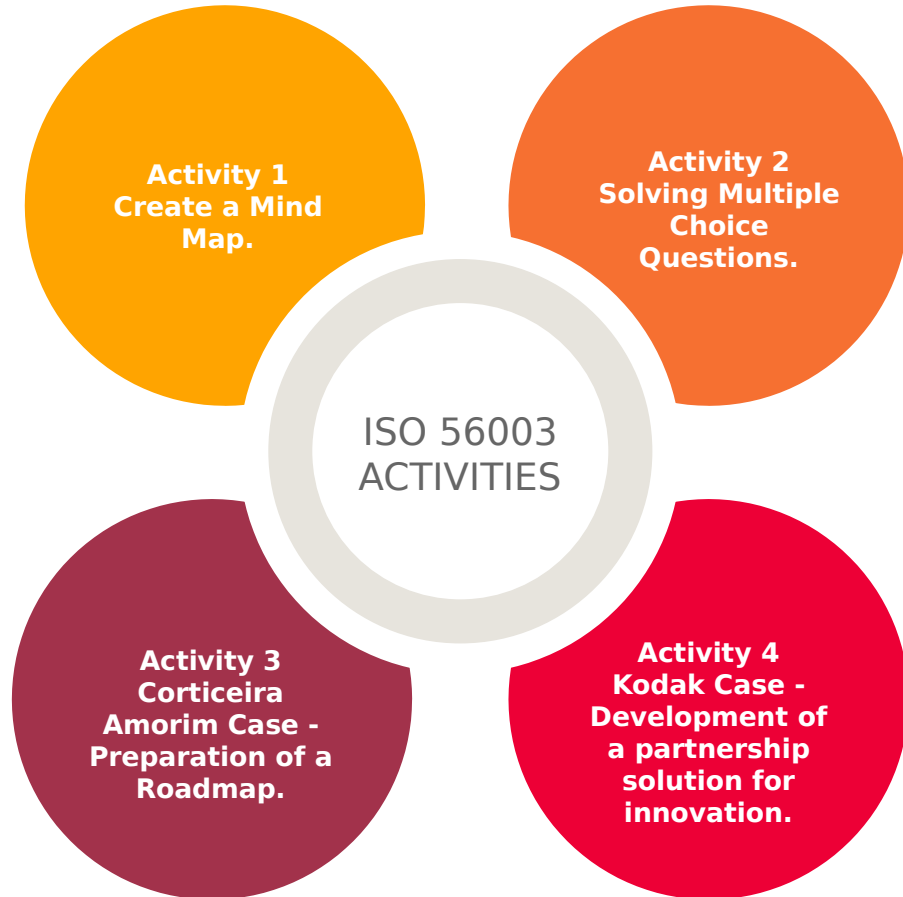 Activity 1
Create a Mind
Map.
Activity 2
Solving Multiple
Choice
Questions.
ISO 56003
ACTIVITIES
Activity 3
Corticeira
Amorim Case -
Preparation of a
Roadmap.
Activity 4
Kodak Case -
Development of
a partnership
solution for
innovation.